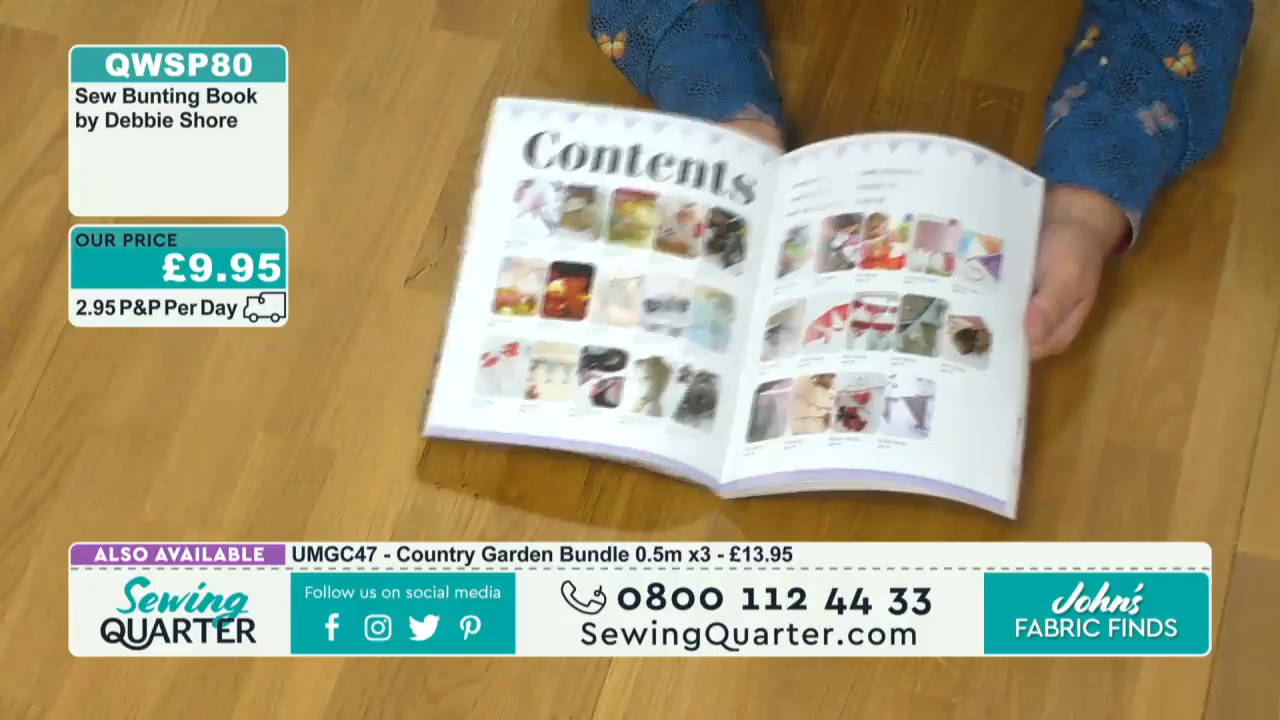 QWSP80
Sew Bunting Book
by Debbie Shore
OUR PRICE
£9.95
2.95 P&P Per Day
Contents
ALSO AVAILABLE
UMGC47 - Country Garden Bundle 0.5m x3 - £13.95
Sewing
QUARTER
Follow us on social media
0800 112 44 33
SewingQuarter.com
John's
FABRIC FINDS